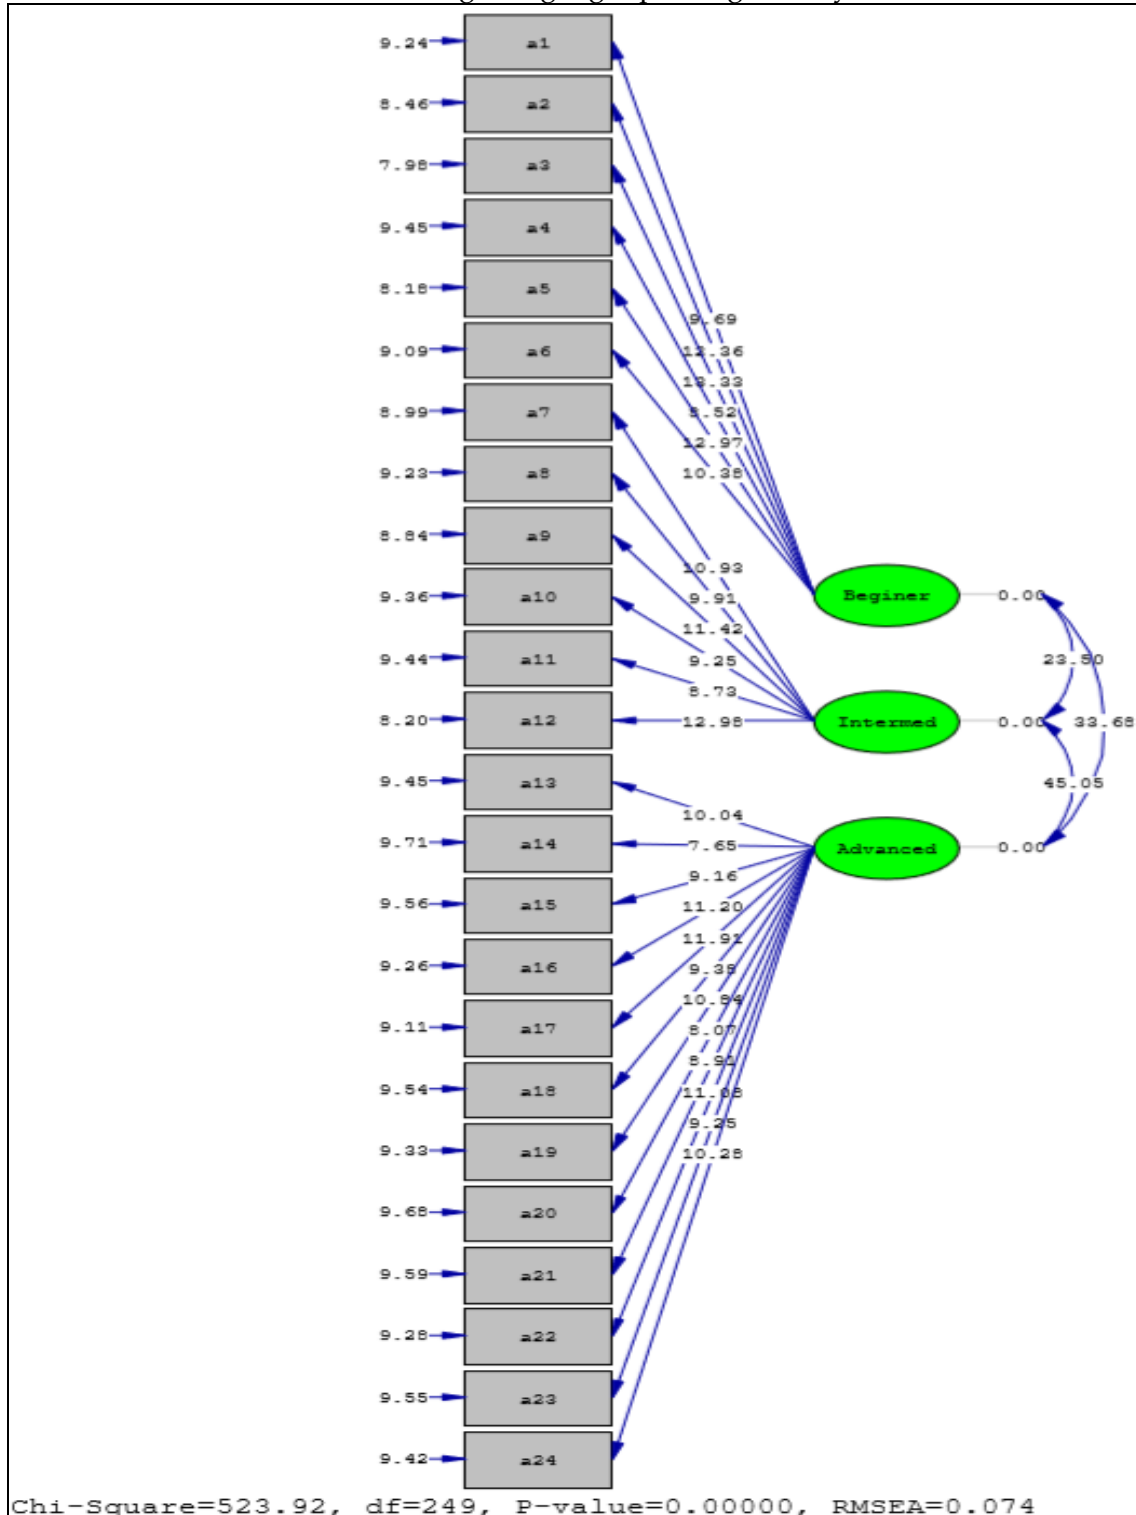 9.24 a1
8.46 a2
7.98 a3
9.45 a4
8.18 a5
9.09 a6
8.99 a7
9.23 a8
8.84 a9
9.36 a10
9.44 a11
8.20 a12
9.45 a13
9.71 a14
9.56 a15
9.26 a16
9.11 a17
9.54 a18
9.33 a19
9.68 a20
9.59 a21
9.28 a22
9.55 a23
9.42 a24
9.69
12.36
13.33
8.52
12.97
10.38
10.93
9.91
11.42
9.25
8.73
12.98
10.04
7.65
9.16
11.20
11.91
9.38
10.84
8.07
8.91
11.08
9.25
10.28
Beginer 0.00
Intermed 0.00
Advanced 0.00
23.50
33.68
45.05
Chi-Square=523.92, df=249, P-value=0.00000, RMSEA=0.074